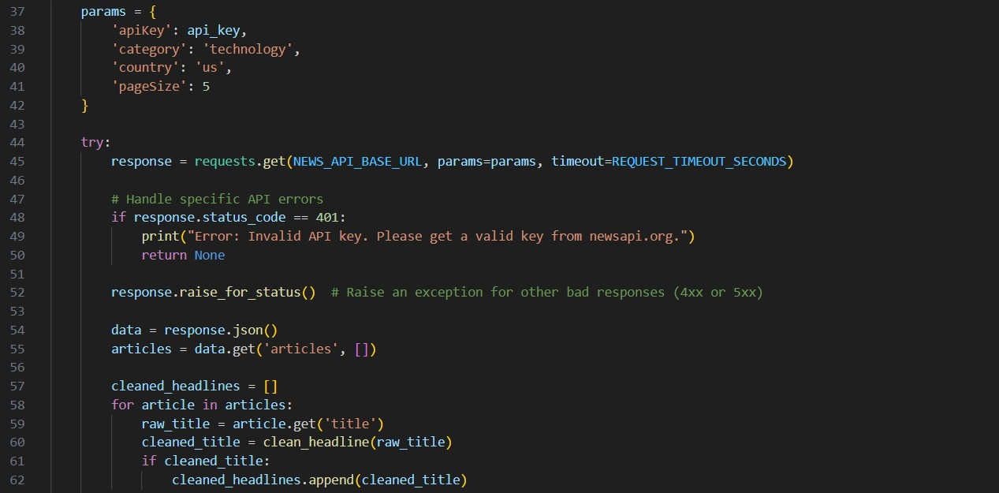 37 params = {
38 'apiKey': api_key,
39 'category': 'technology',
40 'country': 'us',
41 'pageSize': 5
42 }
43
44 try:
45 response = requests.get(NEWS_API_BASE_URL, params=params, timeout=REQUEST_TIMEOUT_SECONDS)
46
47 # Handle specific API errors
48 if response.status_code == 401:
49 print("Error: Invalid API key. Please get a valid key from newsapi.org.")
50 return None
51
52 response.raise_for_status() # Raise an exception for other bad responses (4xx or 5xx)
53
54 data = response.json()
55 articles = data.get('articles', [])
56
57 cleaned_headlines = []
58 for article in articles:
59 raw_title = article.get('title')
60 cleaned_title = clean_headline(raw_title)
61 if cleaned_title:
62 cleaned_headlines.append(cleaned_title)